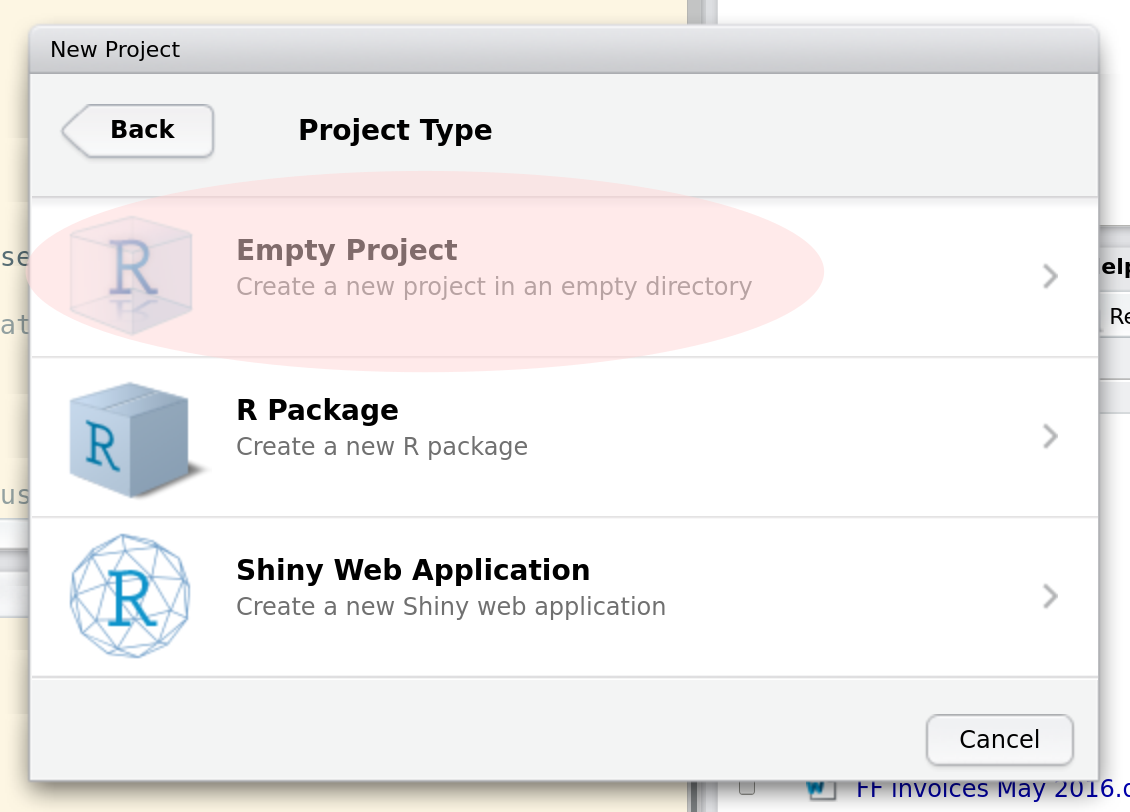 New Project
Back
Project Type
R
Empty Project
Create a new project in an empty directory
R
R Package
Create a new R package
R
Shiny Web Application
Create a new Shiny web application
Cancel
se
at
us
elp
Re
W
FF invoices May 2016.d